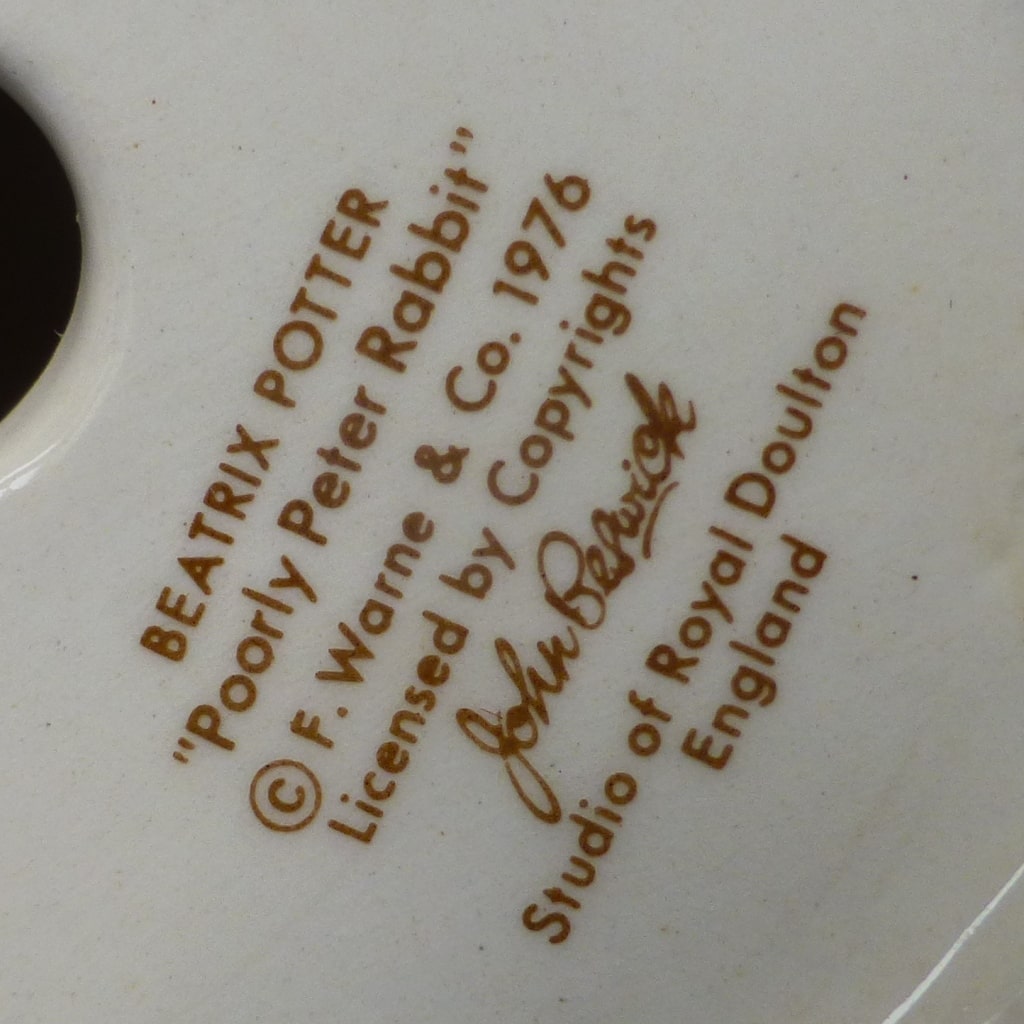 BEATRIX POTTER
"Poorly Peter Rabbit"
© F. Warne & Co. 1976
Licensed by Copyrights
John Beswick
Studio of Royal Doulton
England